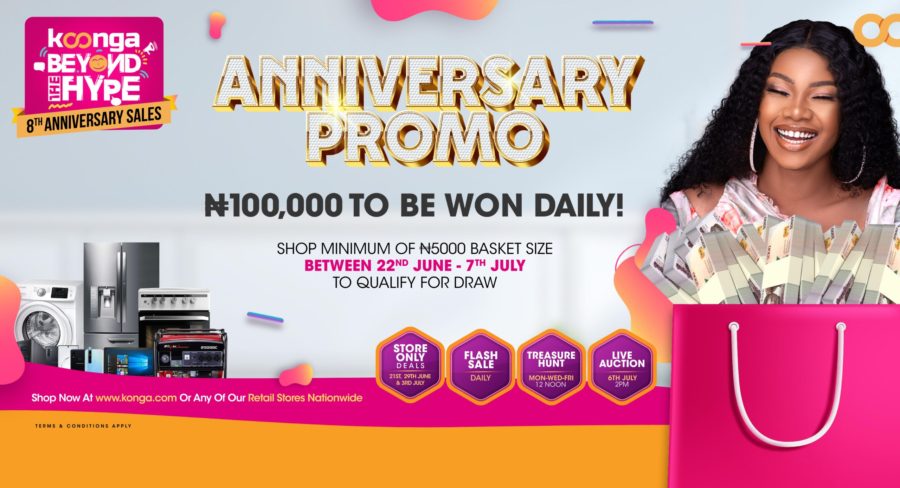 konga
BEYOND
THE HYPE
8TH ANNIVERSARY SALES
ANNIVERSARY
PROMO
₦100,000 TO BE WON DAILY!
SHOP MINIMUM OF ₦5000 BASKET SIZE
BETWEEN 22ND JUNE - 7TH JULY
TO QUALIFY FOR DRAW
STORE
ONLY
DEALS
21ST, 29TH JUNE
& 3RD JULY
FLASH
SALE
DAILY
TREASURE
HUNT
MON-WED-FRI
12 NOON
LIVE
AUCTION
6TH JULY
2PM
Shop Now At www.konga.com Or Any Of Our Retail Stores Nationwide
TERMS & CONDITIONS APPLY